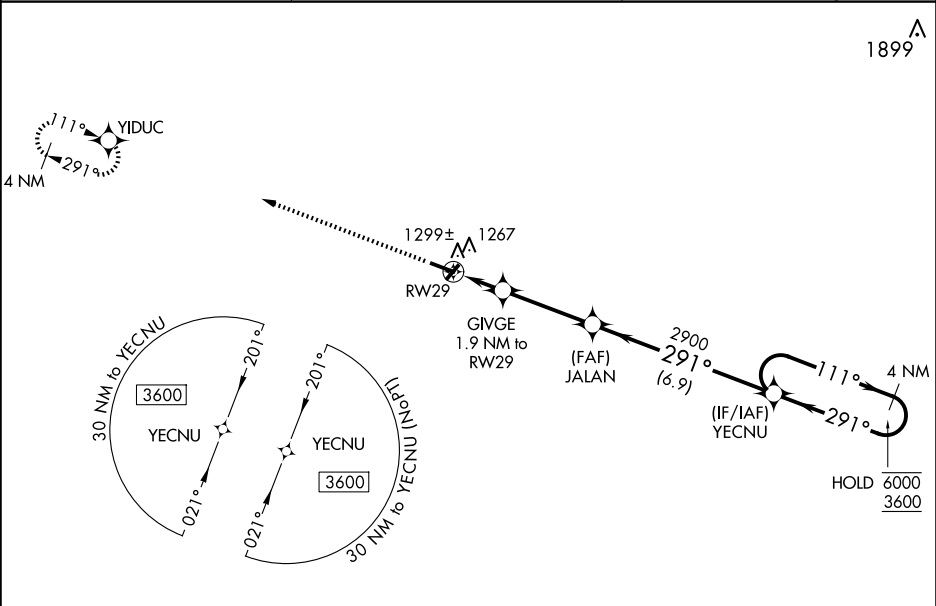 1899
111°
YIDUC
291°
4 NM
1299±
1267
RW29
GIVGE
1.9 NM to
RW29
(FAF)
JALAN
2900
291°
(6.9)
(IF/IAF)
YECNU
111°
4 NM
291°
HOLD
6000
3600
30 NM to YECNU
201°
3600
YECNU
021°
201°
YECNU
3600
021°
30 NM to YECNU (NoPT)